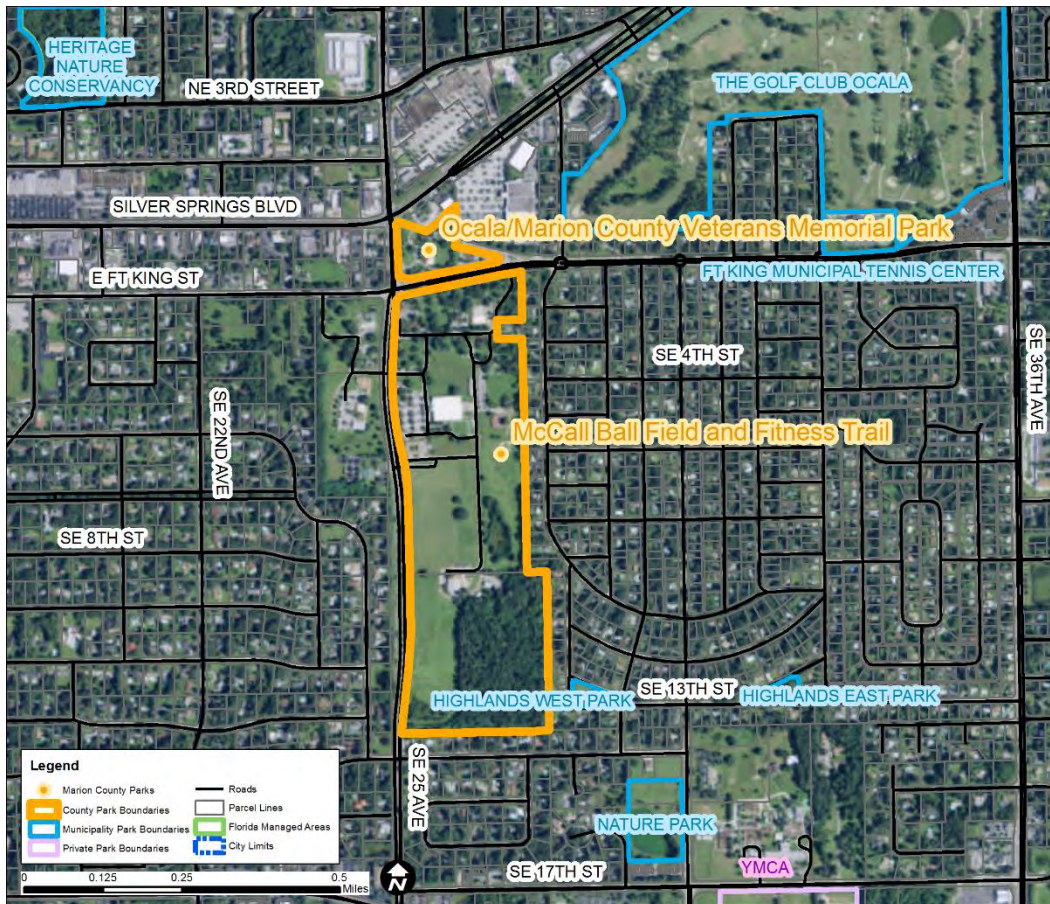 HERITAGE
NATURE
CONSERVANCY
NE 3RD STREET
THE GOLF CLUB OCALA
SILVER SPRINGS BLVD
Ocala/Marion County Veterans Memorial Park
E FT KING ST
FT KING MUNICIPAL TENNIS CENTER
SE 4TH ST
SE 36TH AVE
SE 22ND AVE
McCall Ball Field and Fitness Trail
SE 8TH ST
HIGHLANDS WEST PARK
SE 13TH ST
HIGHLANDS EAST PARK
SE 25 AVE
NATURE PARK
SE 17TH ST
YMCA
Legend
Marion County Parks
County Park Boundaries
Municipality Park Boundaries
Private Park Boundaries
Roads
Parcel Lines
Florida Managed Areas
City Limits
0 0.125 0.25 0.5
Miles
N